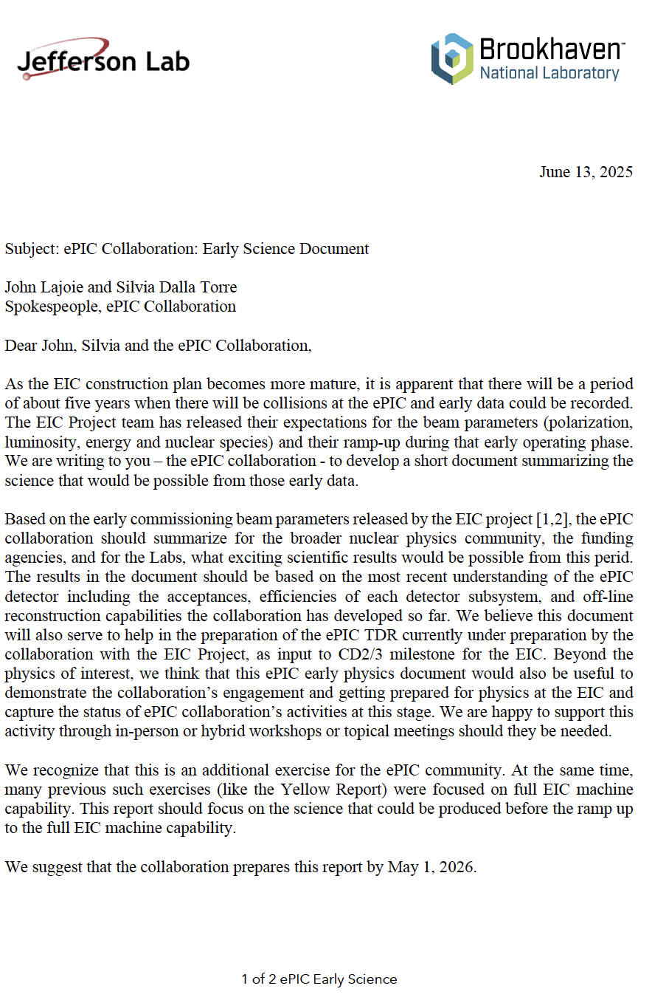 Jefferson Lab
Brookhaven™
National Laboratory
June 13, 2025
Subject: ePIC Collaboration: Early Science Document
John Lajoie and Silvia Dalla Torre
Spokespeople, ePIC Collaboration
Dear John, Silvia and the ePIC Collaboration,
As the EIC construction plan becomes more mature, it is apparent that there will be a period
of about five years when there will be collisions at the ePIC and early data could be recorded.
The EIC Project team has released their expectations for the beam parameters (polarization,
luminosity, energy and nuclear species) and their ramp-up during that early operating phase.
We are writing to you – the ePIC collaboration - to develop a short document summarizing the
science that would be possible from those early data.
Based on the early commissioning beam parameters released by the EIC project [1,2], the ePIC
collaboration should summarize for the broader nuclear physics community, the funding
agencies, and for the Labs, what exciting scientific results would be possible from this perid.
The results in the document should be based on the most recent understanding of the ePIC
detector including the acceptances, efficiencies of each detector subsystem, and off-line
reconstruction capabilities the collaboration has developed so far. We believe this document
will also serve to help in the preparation of the ePIC TDR currently under preparation by the
collaboration with the EIC Project, as input to CD2/3 milestone for the EIC. Beyond the
physics of interest, we think that this ePIC early physics document would also be useful to
demonstrate the collaboration's engagement and getting prepared for physics at the EIC and
capture the status of ePIC collaboration's activities at this stage. We are happy to support this
activity through in-person or hybrid workshops or topical meetings should they be needed.
We recognize that this is an additional exercise for the ePIC community. At the same time,
many previous such exercises (like the Yellow Report) were focused on full EIC machine
capability. This report should focus on the science that could be produced before the ramp up
to the full EIC machine capability.
We suggest that the collaboration prepares this report by May 1, 2026.
1 of 2 ePIC Early Science